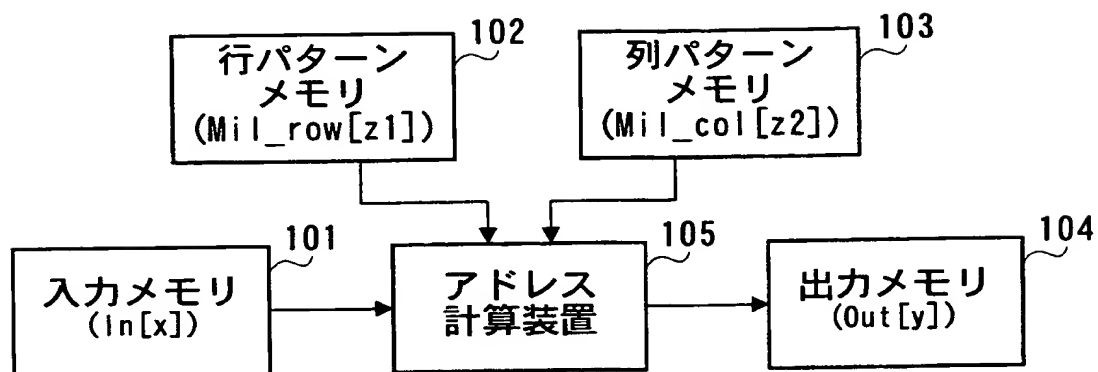 102
行パターン
メモリ
(Mil_row[z1])
103
列パターン
メモリ
(Mil_col[z2])
101
入力メモリ
(In[x])
105
アドレス
計算装置
104
出力メモリ
(Out[y])